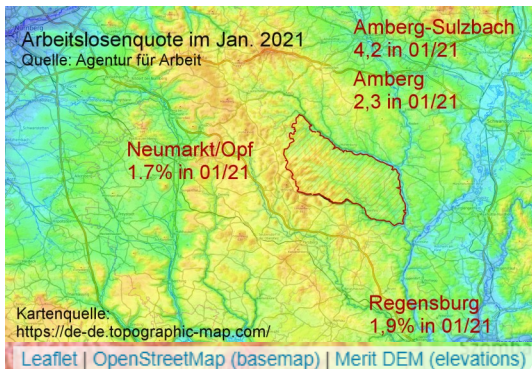 Arbeitslosenquote im Jan. 2021
Quelle: Agentur für Arbeit
Amberg-Sulzbach
4,2 in 01/21
Amberg
2,3 in 01/21
Neumarkt/Opf
1.7% in 01/21
Regensburg
1,9% in 01/21
Kartenquelle:
https://de-de.topographic-map.com/
Leaflet | OpenStreetMap (basemap) | Merit DEM (elevations)